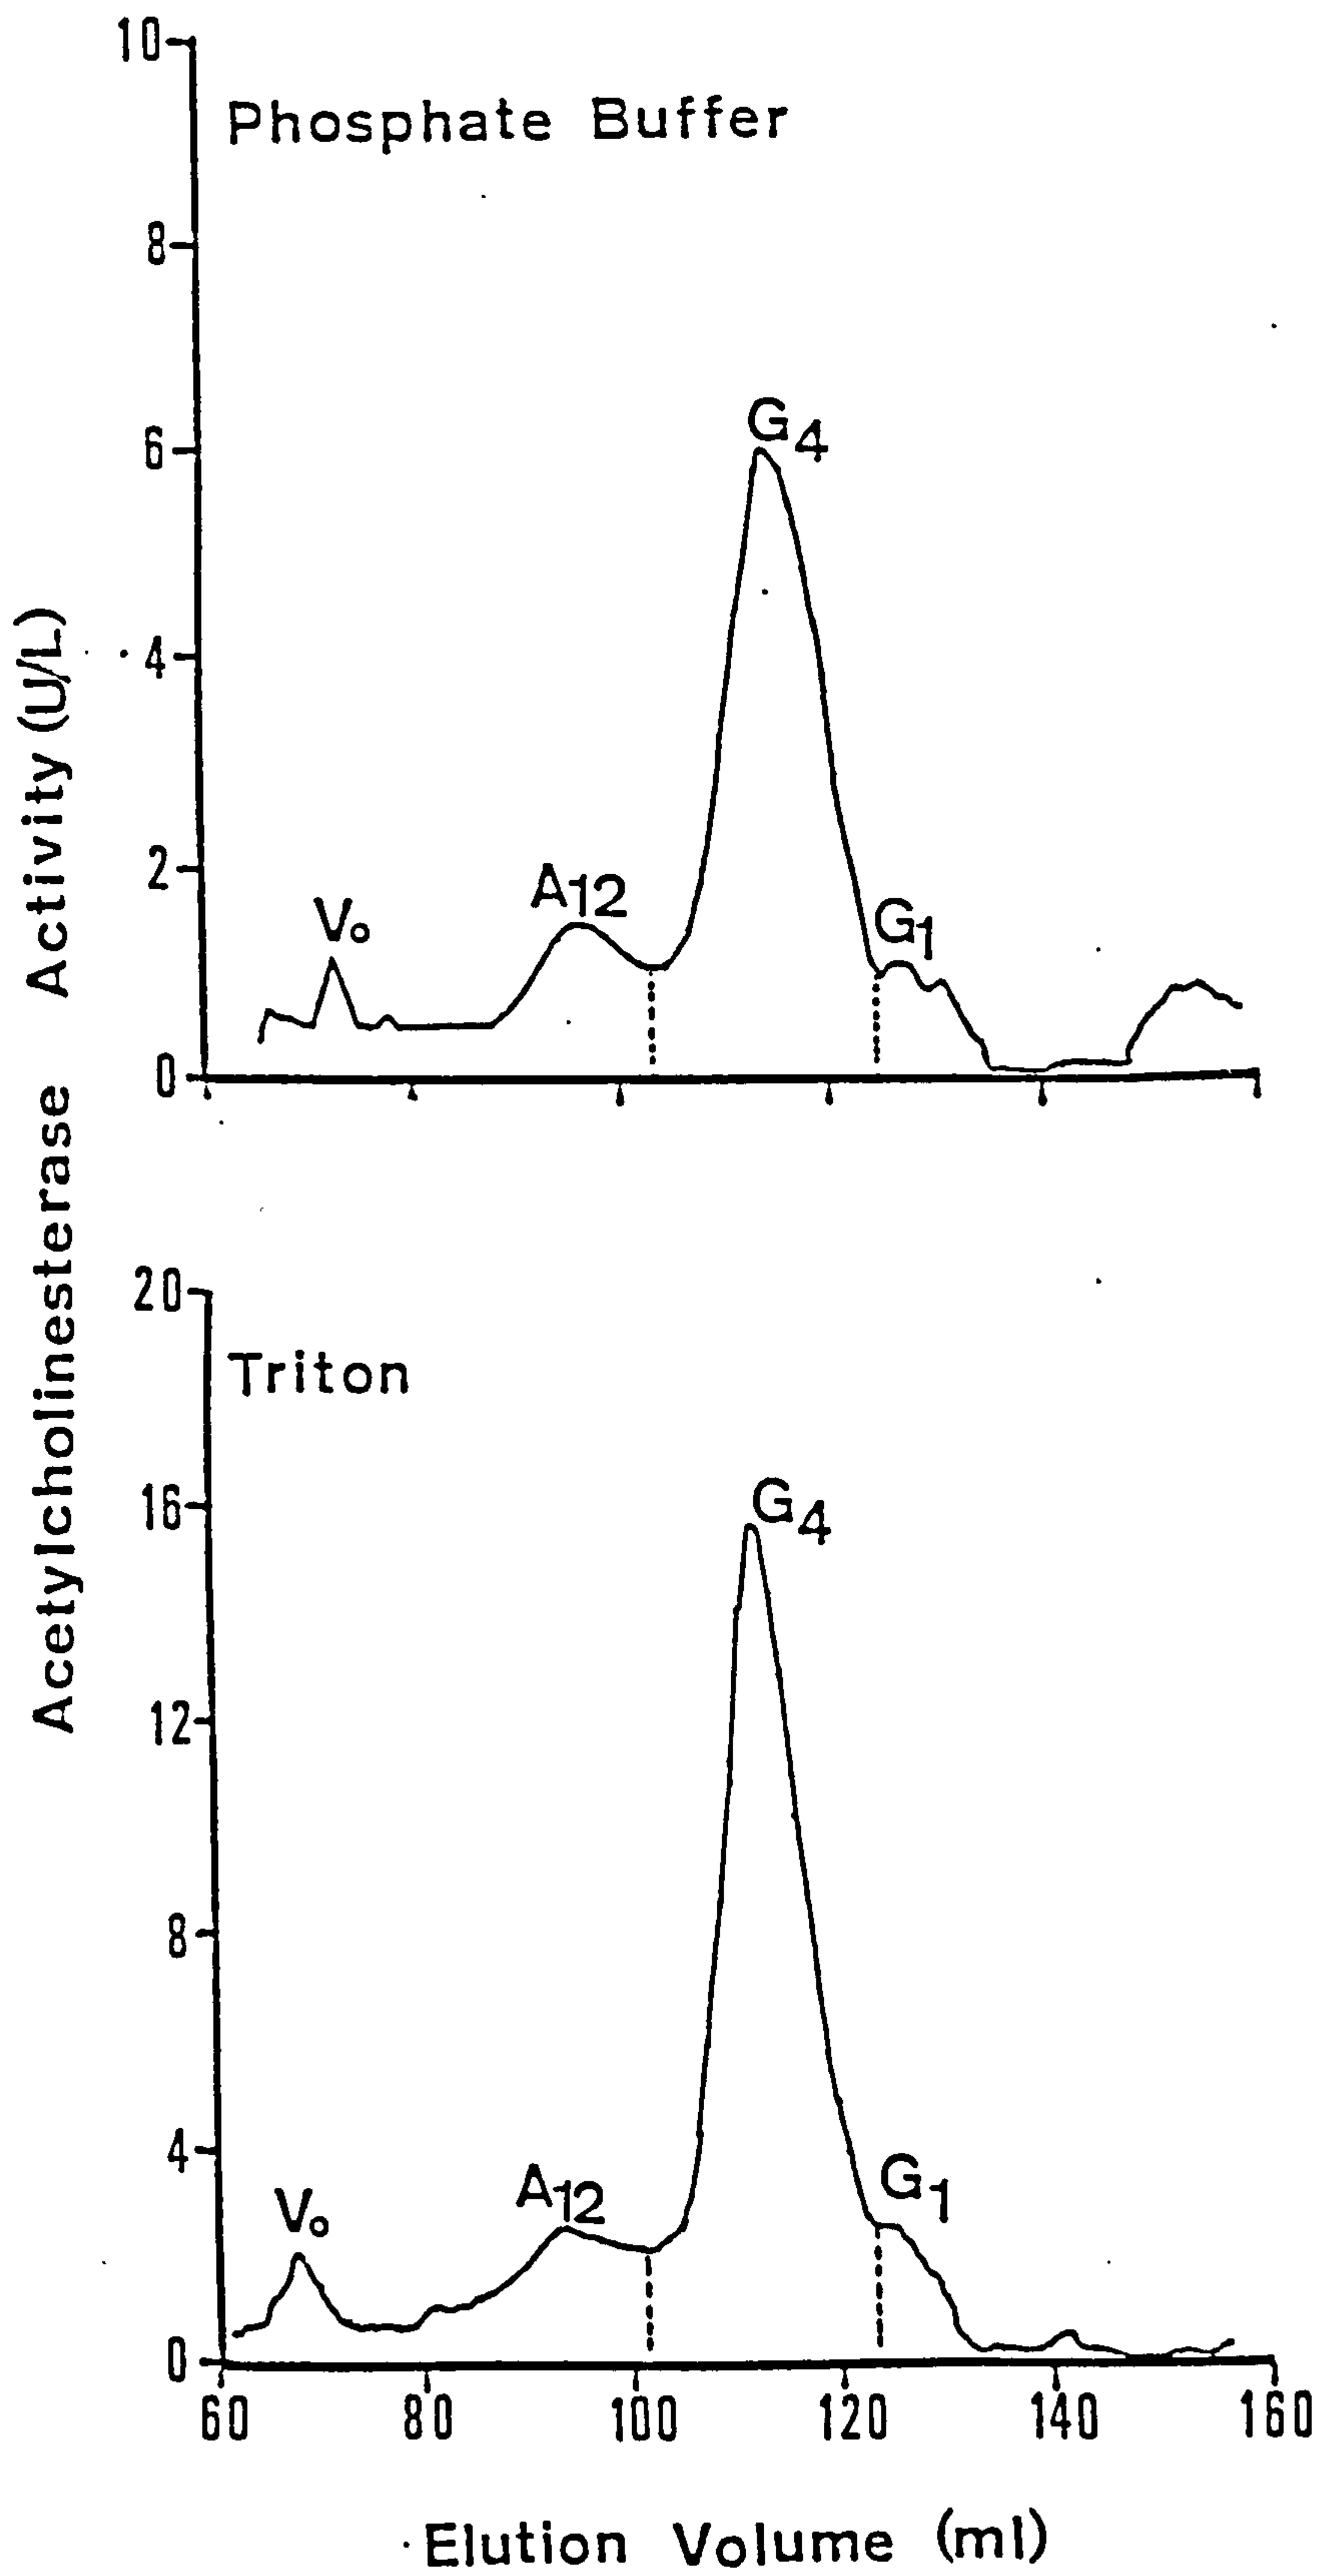 10
Phosphate Buffer
8
G4
6
4
A12
2
Vo
G1
0
Acetylcholinesterase Activity (U/L)
20
Triton
G4
16
12
8
4
G1
A12
Vo
0
60 80 100 120 140 160
Elution Volume (ml)